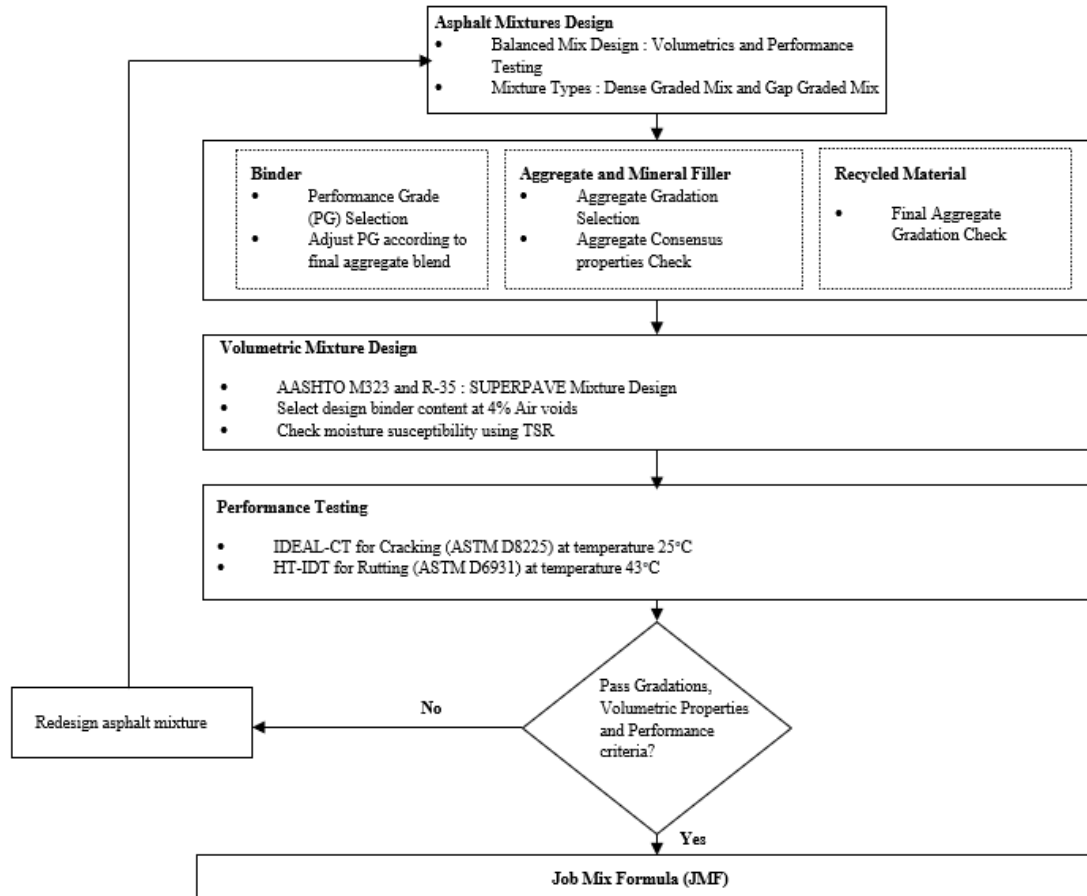 Asphalt Mixtures Design
• Balanced Mix Design : Volumetrics and Performance
Testing
• Mixture Types : Dense Graded Mix and Gap Graded Mix
Binder
• Performance Grade
(PG) Selection
• Adjust PG according to
final aggregate blend
Aggregate and Mineral Filler
• Aggregate Gradation
Selection
• Aggregate Consensus
properties Check
Recycled Material
• Final Aggregate
Gradation Check
Volumetric Mixture Design
• AASHTO M323 and R-35 : SUPERPAVE Mixture Design
• Select design binder content at 4% Air voids
• Check moisture susceptibility using TSR
Performance Testing
• IDEAL-CT for Cracking (ASTM D8225) at temperature 25°C
• HT-IDT for Rutting (ASTM D6931) at temperature 43°C
Pass Gradations,
Volumetric Properties
and Performance
criteria?
No
Redesign asphalt mixture
Yes
Job Mix Formula (JMF)